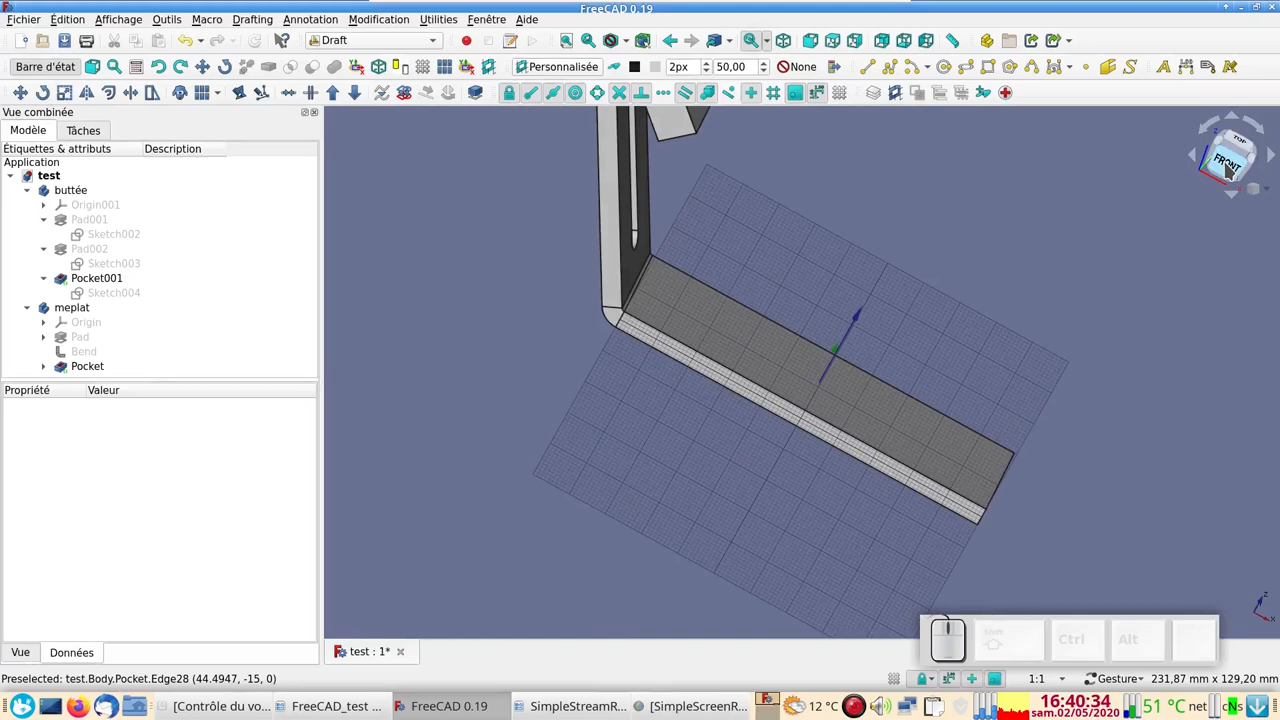 FreeCAD 0.19
Fichier Édition Affichage Outils Macro Drafting Annotation Modification Utilities Fenêtre Aide
Draft
Barre d'état Personnalisée 2px 50,00 None
Vue combinée
Modèle Tâches
Étiquettes & attributs Description
Application
test
buttée
Origin001
Pad001
Sketch002
Pad002
Sketch003
Pocket001
Sketch004
meplat
Origin
Pad
Bend
Pocket
Propriété Valeur
TOP
FRONT
Shift Ctrl Alt
Vue Données
test : 1*
Preselected: test.Body.Pocket.Edge28 (44.4947, -15, 0)
1:1 Gesture 231,87 mm x 129,20 mm
[Contrôle du vo... FreeCAD_test ... FreeCAD 0.19 SimpleStreamR... [SimpleScreenR... 12 °C 16:40:34 51 °C net
sam.02/05/2020